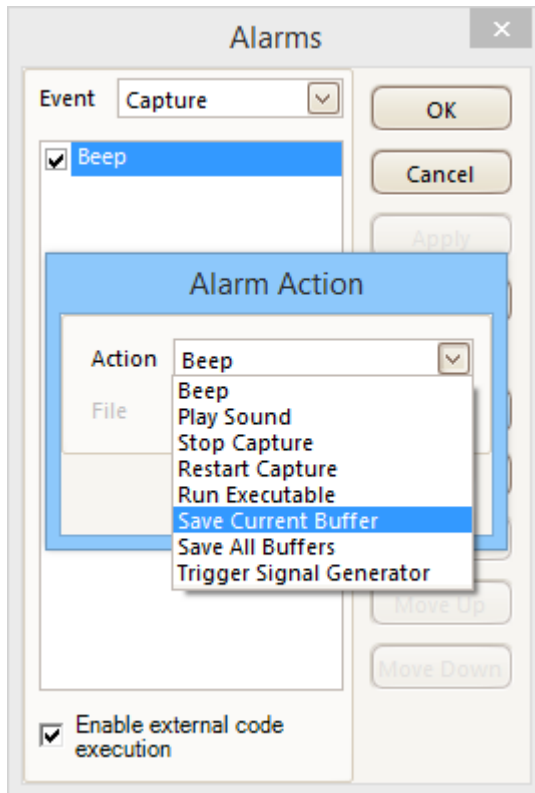 Alarms
Event Capture
OK
Beep
Cancel
Apply
Alarm Action
Action Beep
Beep
File
Play Sound
Stop Capture
Restart Capture
Run Executable
Save Current Buffer
Save All Buffers
Trigger Signal Generator
Move Up
Move Down
Enable external code
execution